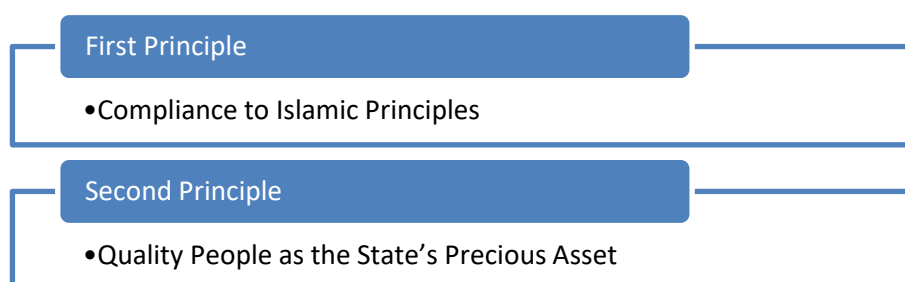 First Principle
•Compliance to Islamic Principles
Second Principle
•Quality People as the State’s Precious Asset